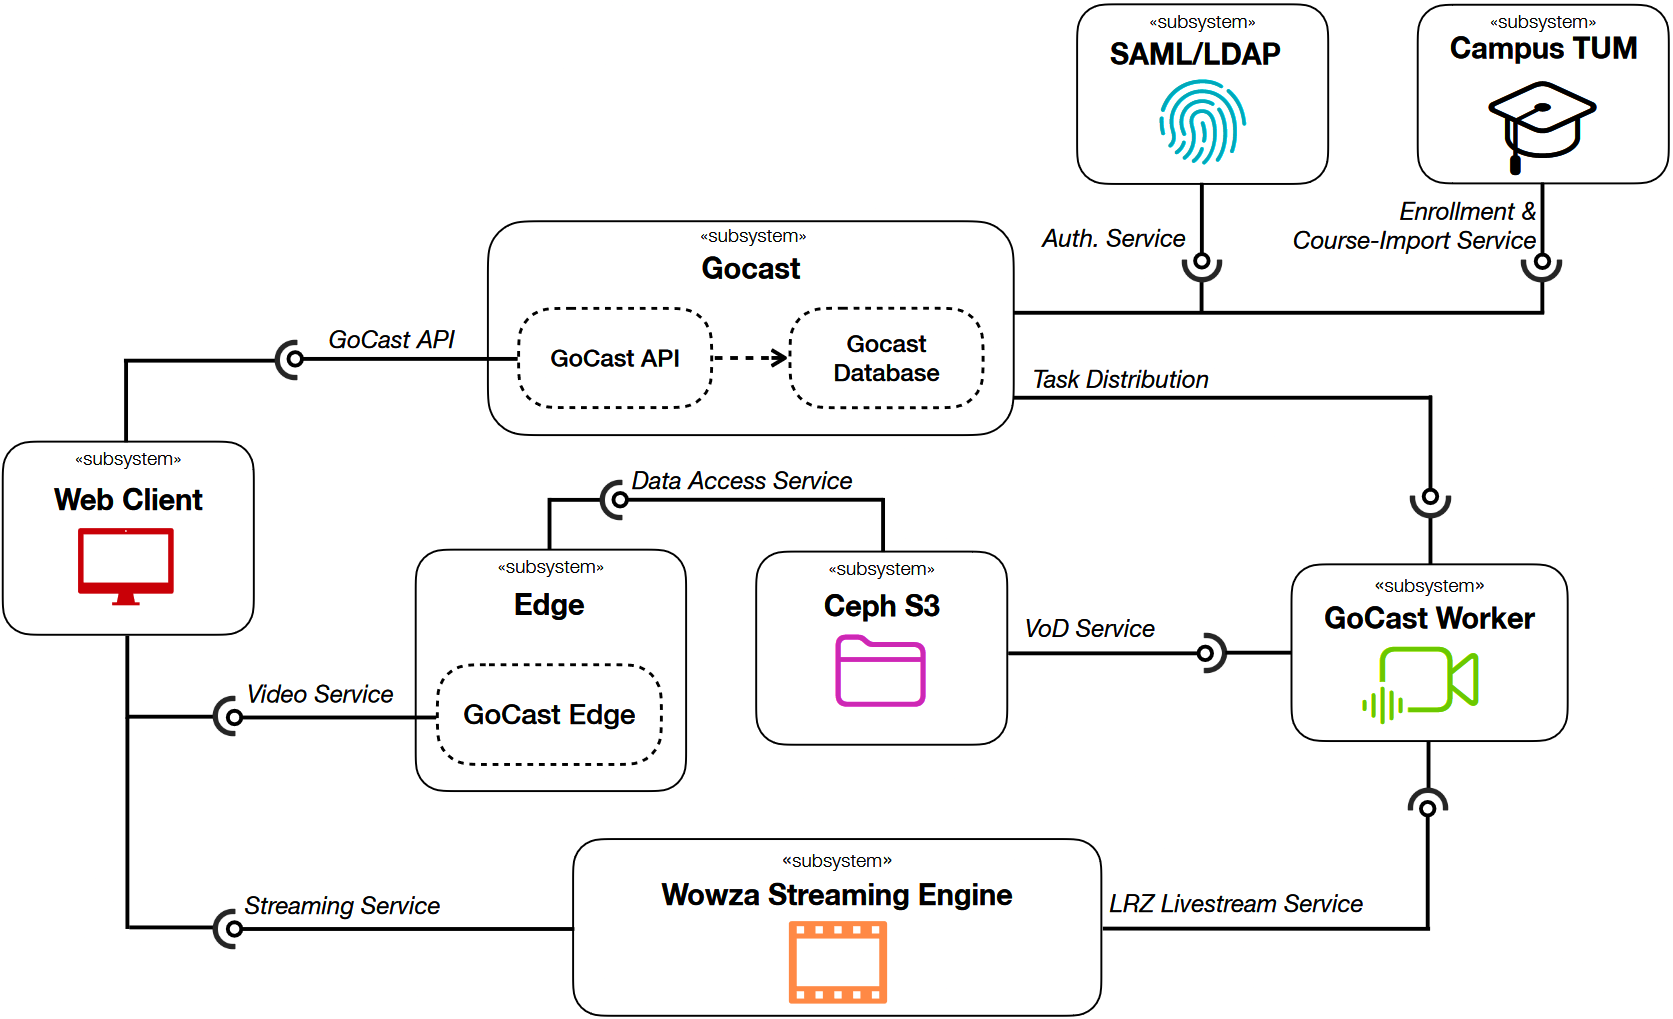 «subsystem»
SAML/LDAP
«subsystem»
Campus TUM
Auth. Service
Enrollment &
Course-Import Service
«subsystem»
Gocast
GoCast API
GoCast API
Gocast
Database
Task Distribution
«subsystem»
Web Client
Data Access Service
«subsystem»
Edge
GoCast Edge
Video Service
«subsystem»
Ceph S3
VoD Service
«subsystem»
GoCast Worker
Streaming Service
«subsystem»
Wowza Streaming Engine
LRZ Livestream Service